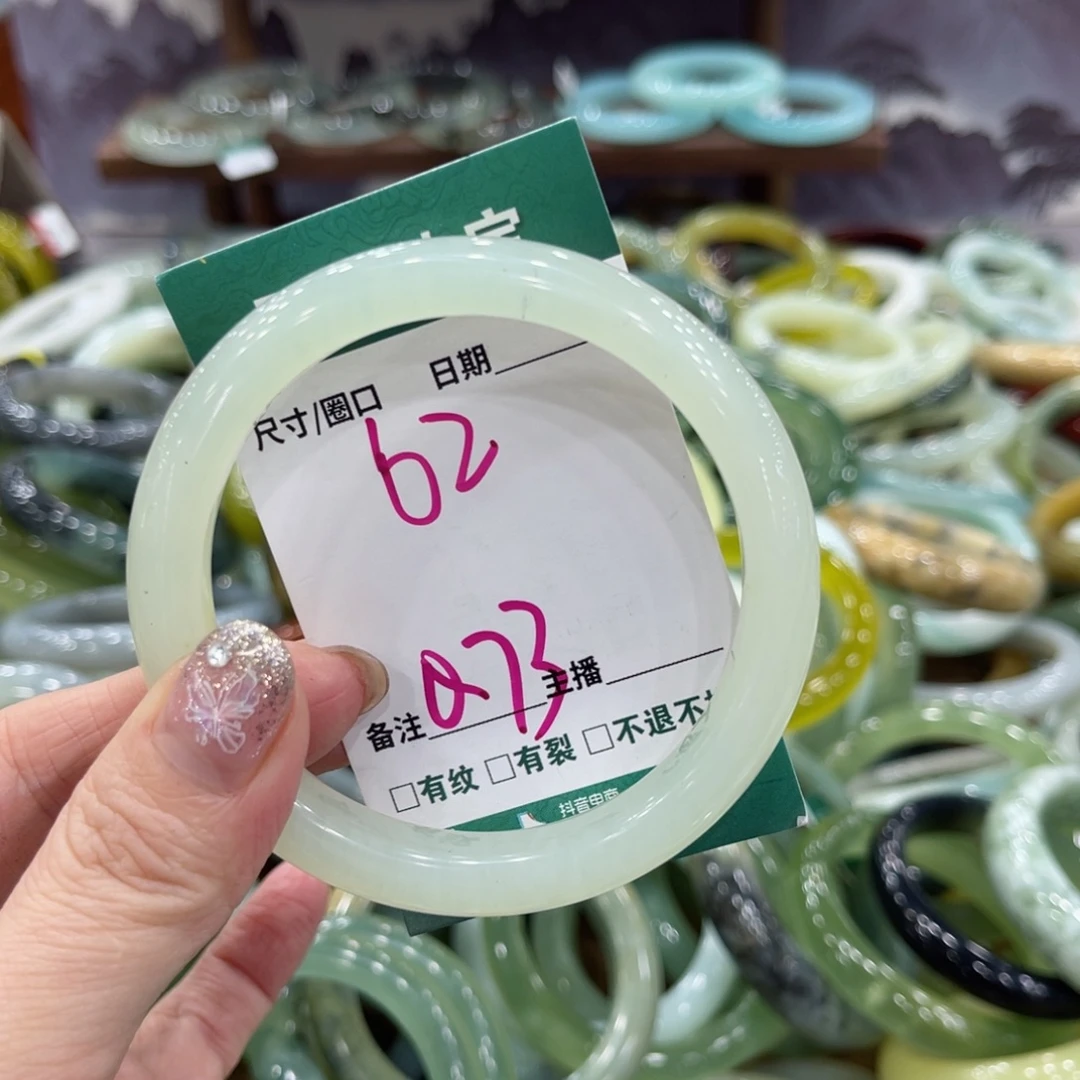 日期
尺寸/圈口
62
a73
主播
备注
□有纹 □有裂 □不退不
抖音电商